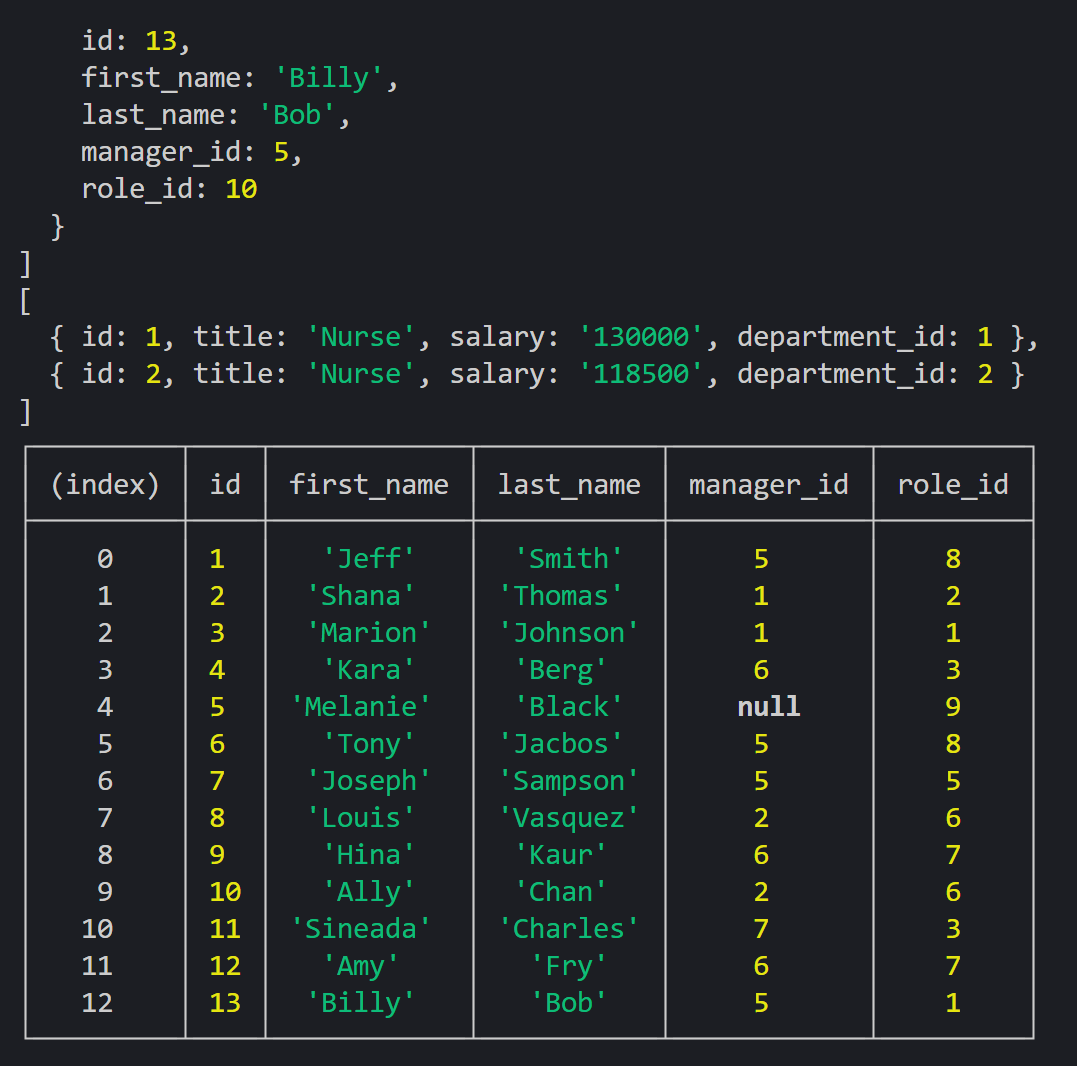 id: 13,
first_name: 'Billy',
last_name: 'Bob',
manager_id: 5,
role_id: 10
}
]
[
{ id: 1, title: 'Nurse', salary: '130000', department_id: 1 },
{ id: 2, title: 'Nurse', salary: '118500', department_id: 2 }
]
(index) id first_name last_name manager_id role_id
0 1 'Jeff' 'Smith' 5 8
1 2 'Shana' 'Thomas' 1 2
2 3 'Marion' 'Johnson' 1 1
3 4 'Kara' 'Berg' 6 3
4 5 'Melanie' 'Black' null 9
5 6 'Tony' 'Jacbos' 5 8
6 7 'Joseph' 'Sampson' 5 5
7 8 'Louis' 'Vasquez' 2 6
8 9 'Hina' 'Kaur' 6 7
9 10 'Ally' 'Chan' 2 6
10 11 'Sineada' 'Charles' 7 3
11 12 'Amy' 'Fry' 6 7
12 13 'Billy' 'Bob' 5 1